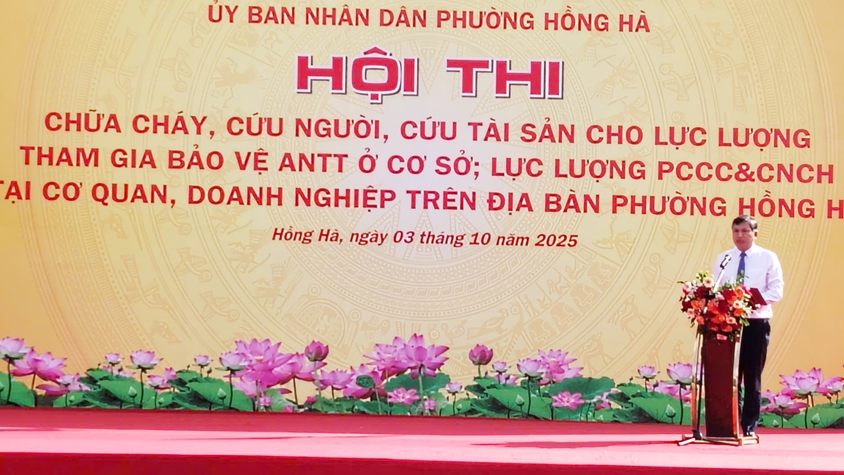 ỦY BAN NHÂN DÂN PHƯỜNG HỒNG HÀ
HỘI THI
CHỮA CHÁY, CỨU NGƯỜI, CỨU TÀI SẢN CHO LỰC LƯỢNG
THAM GIA BẢO VỆ ANTT Ở CƠ SỞ; LỰC LƯỢNG PCCC&CNCH
TẠI CƠ QUAN, DOANH NGHIỆP TRÊN ĐỊA BÀN PHƯỜNG HỒNG H
Hồng Hà, ngày 03 tháng 10 năm 2025